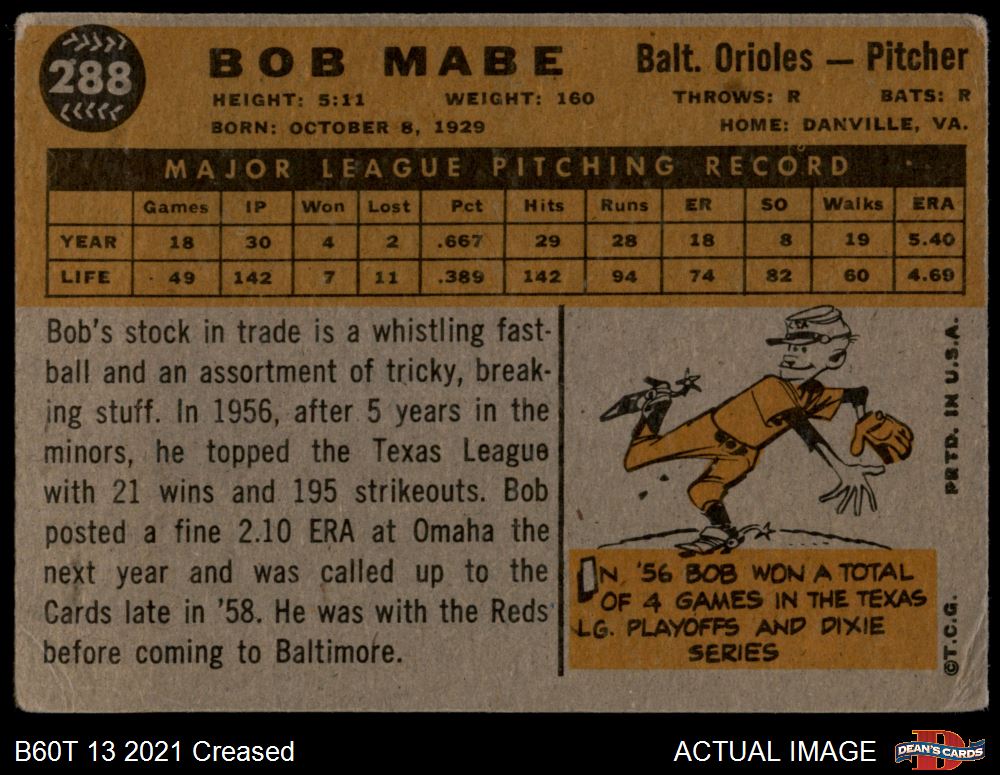 288
BOB MABE
Balt. Orioles — Pitcher
HEIGHT: 5:11 WEIGHT: 160 THROWS: R BATS: R
BORN: OCTOBER 8, 1929 HOME: DANVILLE, VA.
MAJOR LEAGUE PITCHING RECORD
Games IP Won Lost Pct Hits Runs ER SO Walks ERA
YEAR 18 30 4 2 .667 29 28 18 8 19 5.40
LIFE 49 142 7 11 .389 142 94 74 82 60 4.69
Bob's stock in trade is a whistling fast-
ball and an assortment of tricky, break-
ing stuff. In 1956, after 5 years in the
minors, he topped the Texas League
with 21 wins and 195 strikeouts. Bob
posted a fine 2.10 ERA at Omaha the
next year and was called up to the
Cards late in '58. He was with the Reds
before coming to Baltimore.
IN '56 BOB WON A TOTAL
OF 4 GAMES IN THE TEXAS
LG. PLAYOFFS AND DIXIE
SERIES
©T.C.G. PRTD. IN U.S.A.
B60T 13 2021 Creased
ACTUAL IMAGE
DEAN'S CARDS